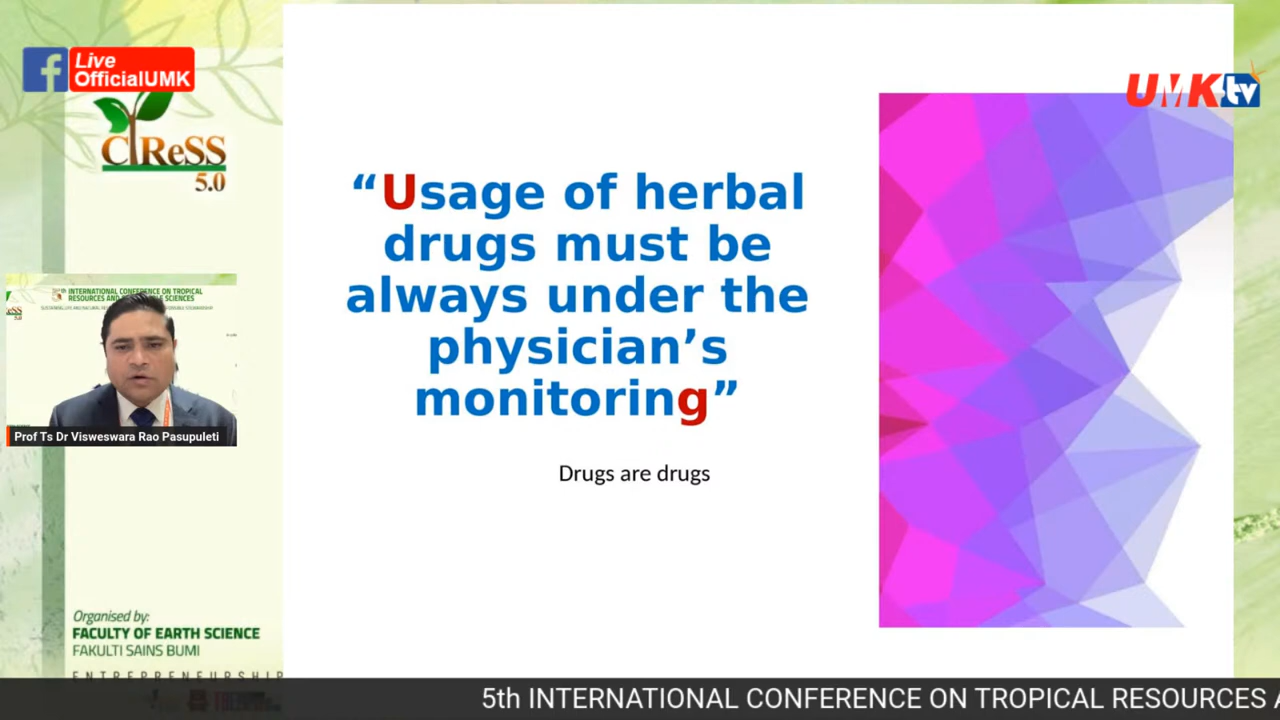 Live
OfficialUMK
UMK tv
CIReSS
5.0
“Usage of herbal
drugs must be
always under the
physician’s
monitoring”
Drugs are drugs
INTERNATIONAL CONFERENCE ON TROPICAL
RESOURCES AND
Prof Ts Dr Visweswara Rao Pasupuleti
Organised by:
FACULTY OF EARTH SCIENCE
FAKULTI SAINS BUMI
ENTREPRENEURSHIP
5th INTERNATIONAL CONFERENCE ON TROPICAL RESOURCES